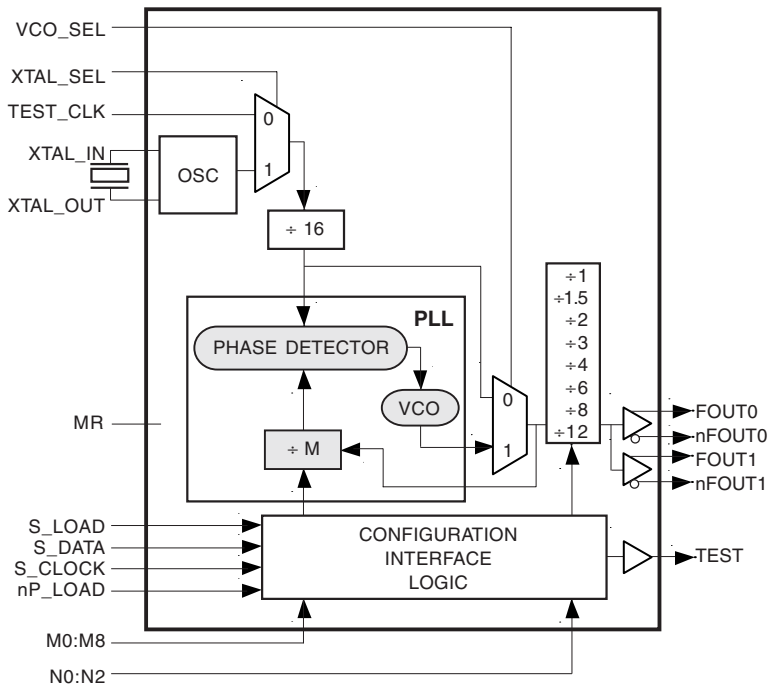 VCO_SEL
XTAL_SEL
TEST_CLK
0
XTAL_IN
OSC
1
XTAL_OUT
÷ 16
÷1
÷1.5
÷2
÷3
÷4
÷6
÷8
÷12
PLL
PHASE DETECTOR
VCO
0
1
÷ M
MR
FOUT0
nFOUT0
FOUT1
nFOUT1
S_LOAD
S_DATA
S_CLOCK
nP_LOAD
CONFIGURATION
INTERFACE
LOGIC
TEST
M0:M8
N0:N2